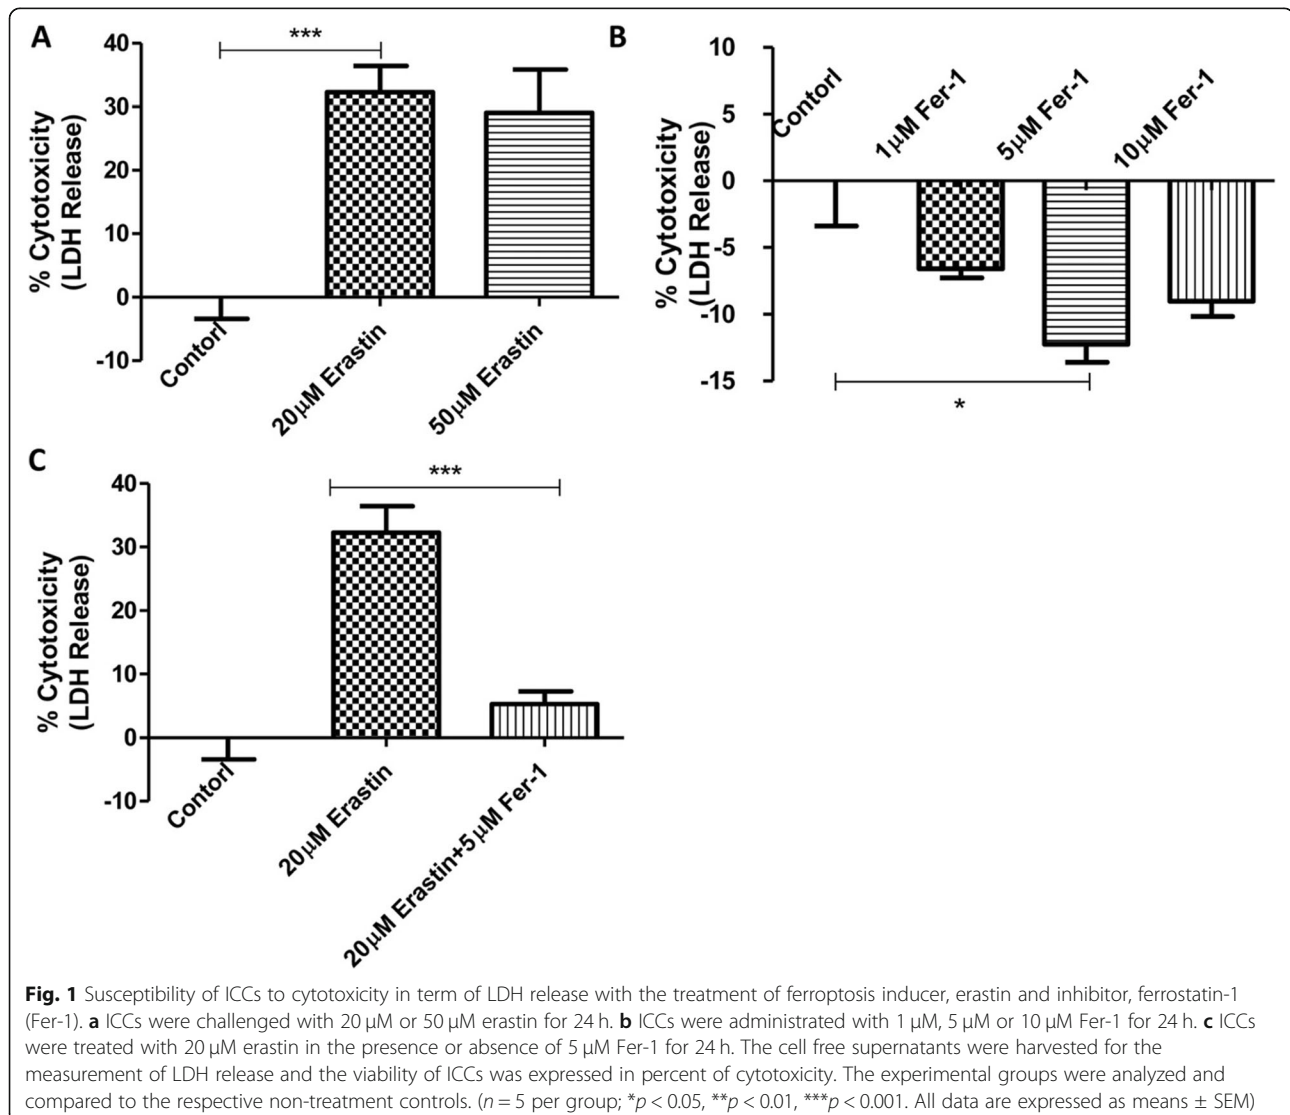 A
***
% Cytotoxicity
(LDH Release)
40
30
20
10
0
-10
Contorl
20μM Erastin
50μM Erastin
B
% Cytotoxicity
(LDH Release)
10
5
0
-5
-10
-15
Contorl
1μM Fer-1
5μM Fer-1
10μM Fer-1
*
C
***
% Cytotoxicity
(LDH Release)
40
30
20
10
0
-10
Contorl
20μM Erastin
20μM Erastin+5μM Fer-1
Fig. 1 Susceptibility of ICCs to cytotoxicity in term of LDH release with the treatment of ferroptosis inducer, erastin and inhibitor, ferrostatin-1
(Fer-1). a ICCs were challenged with 20 μM or 50 μM erastin for 24 h. b ICCs were administrated with 1 μM, 5 μM or 10 μM Fer-1 for 24 h. c ICCs
were treated with 20 μM erastin in the presence or absence of 5 μM Fer-1 for 24 h. The cell free supernatants were harvested for the
measurement of LDH release and the viability of ICCs was expressed in percent of cytotoxicity. The experimental groups were analyzed and
compared to the respective non-treatment controls. (n = 5 per group; *p < 0.05, **p < 0.01, ***p < 0.001. All data are expressed as means ± SEM)